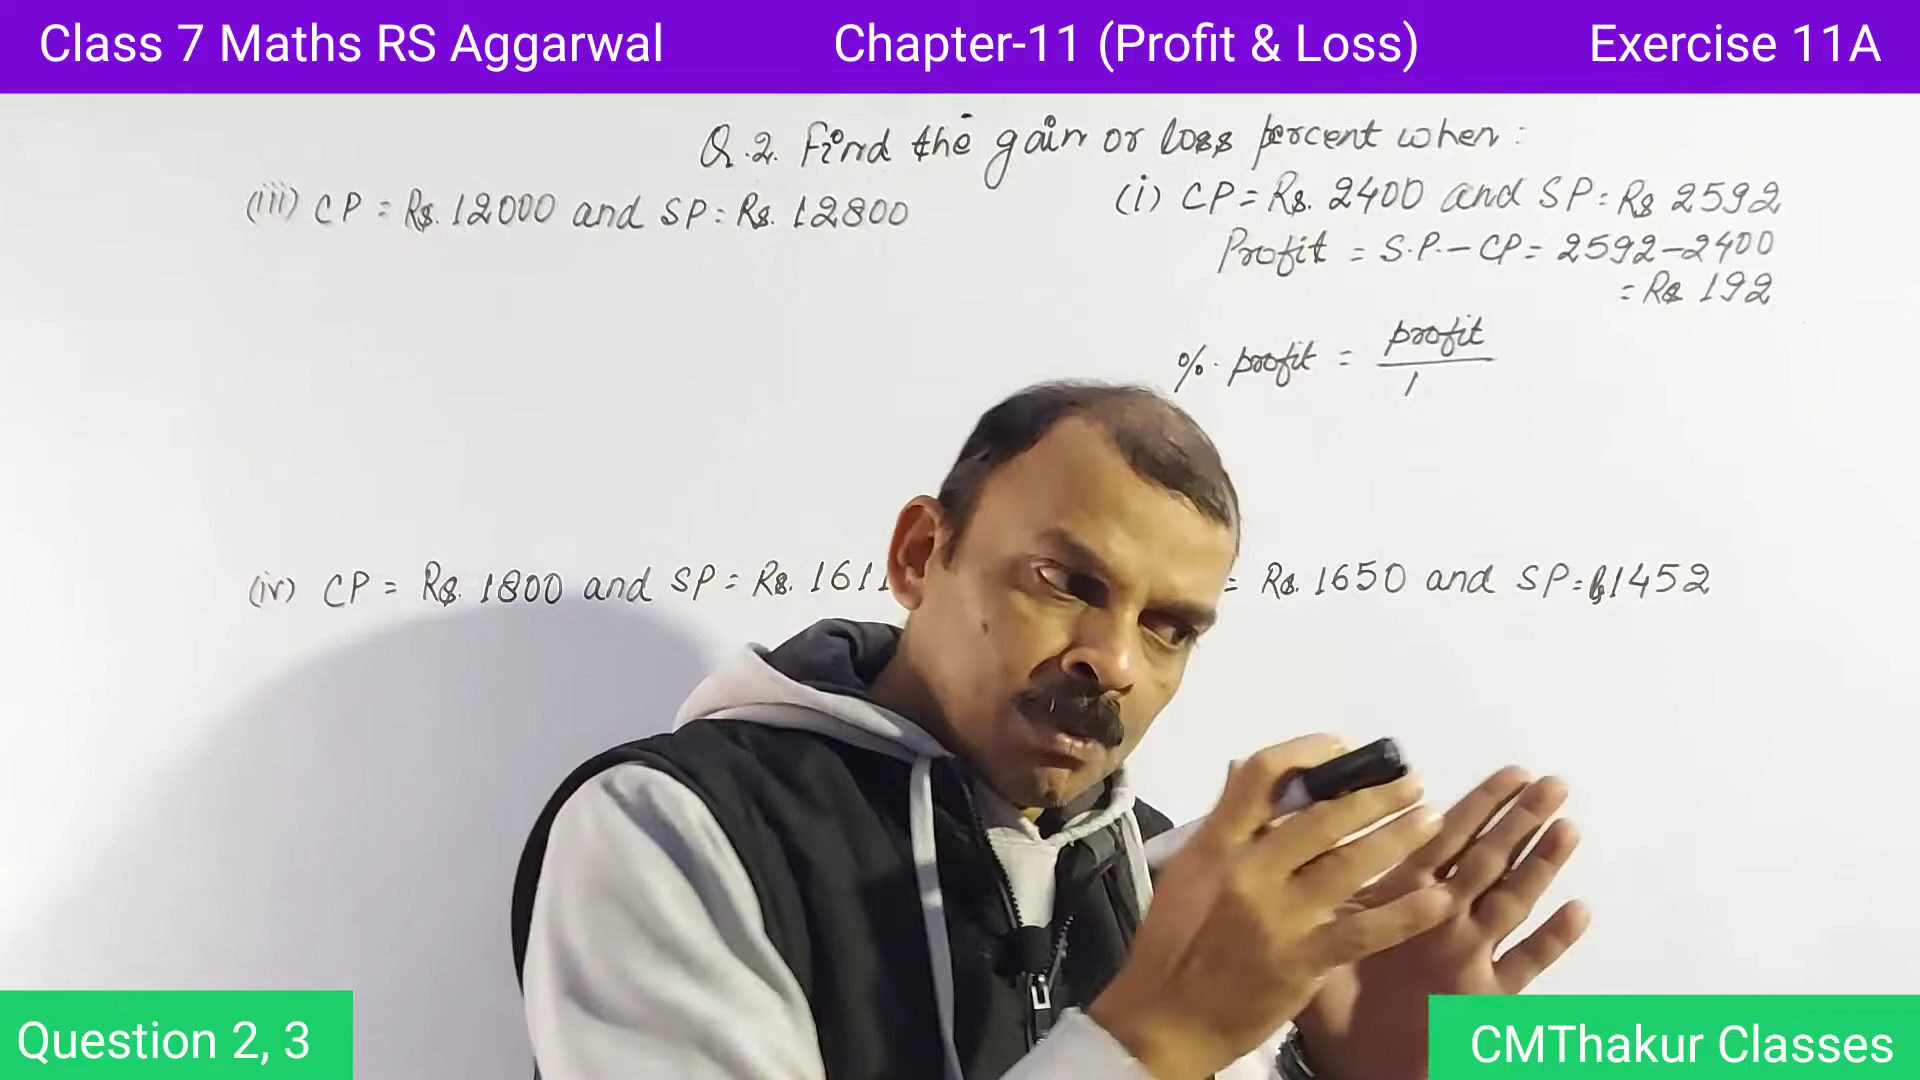 Class 7 Maths RS Aggarwal Chapter-11 (Profit & Loss) Exercise 11A
Q.2. Find the gain or loss percent when:
(iii) CP = Rs. 12000 and SP = Rs. 12800
(i) CP = Rs. 2400 and SP = Rs 2592
Profit = S.P. - CP = 2592-2400
= Rs 192
%. profit = profit
(iv) CP = Rs. 1800 and SP = Rs. 1611
= Rs. 1650 and SP = 1452
Question 2, 3
CMThakur Classes